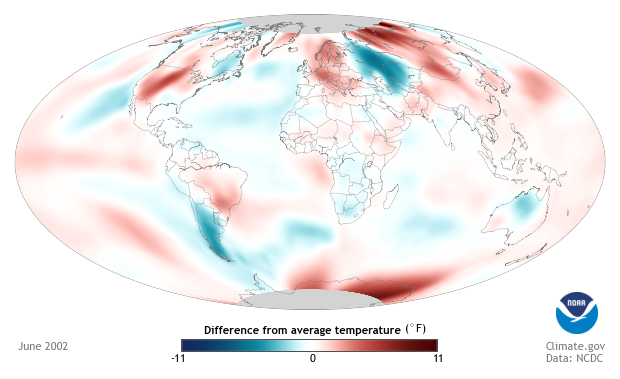 NOAA
Difference from average temperature (°F)
June 2002
-11
0
11
Climate.gov
Data: NCDC